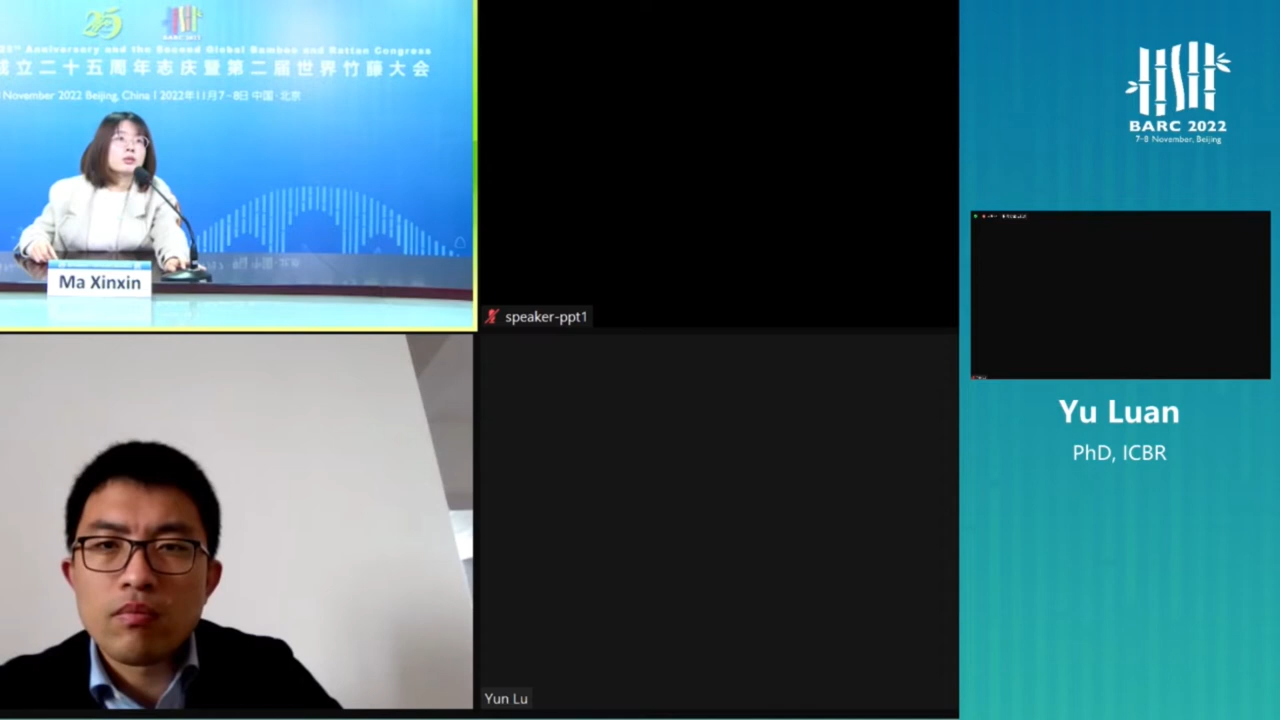 25
BARC 2022
25th Anniversary and the Second Global Bamboo and Rattan Congress
成立二十五周年志庆暨第二届世界竹藤大会
November 2022 Beijing, China | 2022年11月7-8日 中国·北京
Ma Xinxin
speaker-ppt1
Yun Lu
BARC 2022
7-8 November, Beijing
Yu Luan
PhD, ICBR